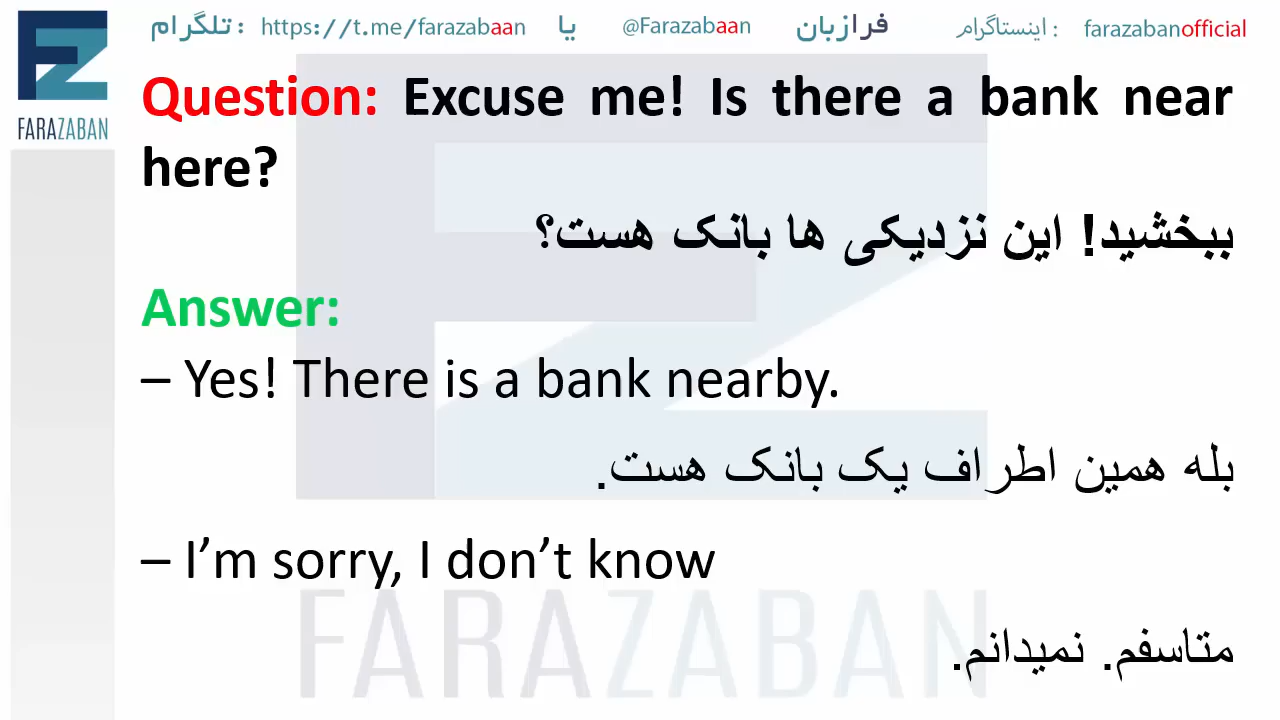 تلگرام : https://t.me/farazabaan یا @Farazabaan فرازبان اینستاگرام : farazabanofficial
FARAZABAN
Question: Excuse me! Is there a bank near
here?
ببخشید! این نزدیکی ها بانک هست؟
Answer:
– Yes! There is a bank nearby.
بله همین اطراف یک بانک هست.
– I’m sorry, I don’t know
FARAZABAN
متاسفم. نمیدانم.